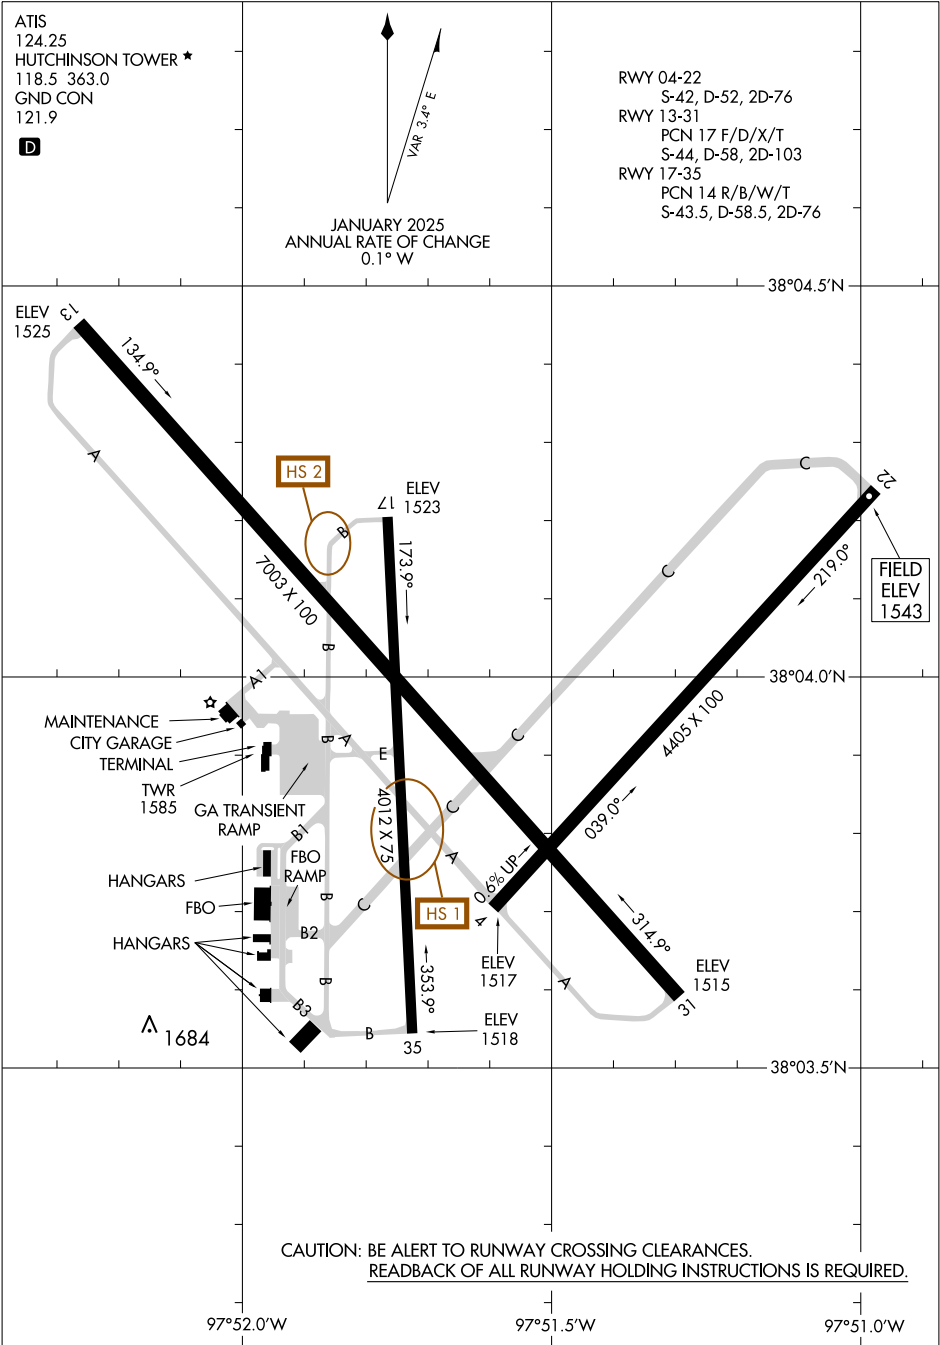 ATIS
124.25
HUTCHINSON TOWER ★
118.5 363.0
GND CON
121.9
D
VAR 3.4° E
JANUARY 2025
ANNUAL RATE OF CHANGE
0.1° W
RWY 04-22
S-42, D-52, 2D-76
RWY 13-31
PCN 17 F/D/X/T
S-44, D-58, 2D-103
RWY 17-35
PCN 14 R/B/W/T
S-43.5, D-58.5, 2D-76
38°04.5'N
ELEV
1525
13
134.9°
A
HS 2
C
22
ELEV
1523
17
B
173.9°
7003 X 100
C
219.0°
FIELD
ELEV
1543
B
38°04.0'N
A1
MAINTENANCE
CITY GARAGE
TERMINAL
TWR
1585
GA TRANSIENT
RAMP
B
A
E
C
4405 X 100
4012 X 75
C
039.0°
B1
A
HANGARS
FBO
RAMP
0.6% UP
FBO
B
C
HS 1
4
HANGARS
B2
314.9°
ELEV
1517
353.9°
B
A
ELEV
1515
31
B3
1684
B
35
ELEV
1518
38°03.5'N
CAUTION: BE ALERT TO RUNWAY CROSSING CLEARANCES.
READBACK OF ALL RUNWAY HOLDING INSTRUCTIONS IS REQUIRED.
97°52.0'W
97°51.5'W
97°51.0'W